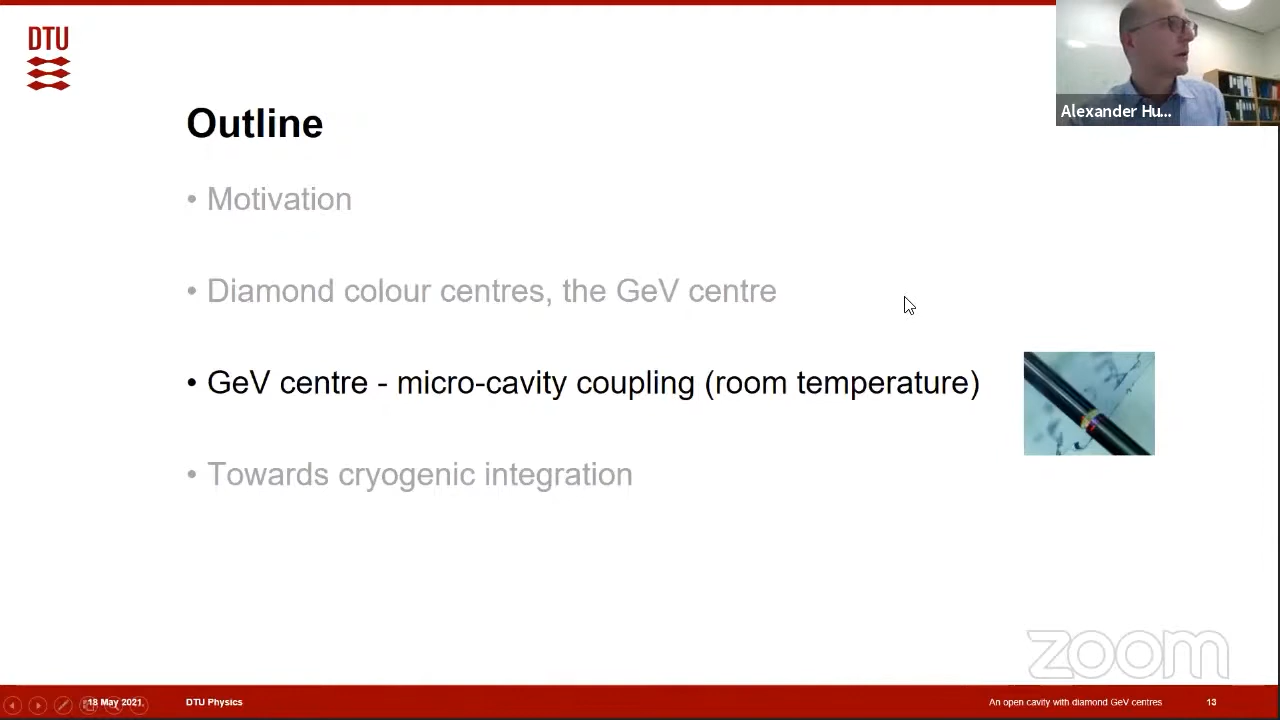 DTU
Alexander Hu...
Outline
• Motivation
• Diamond colour centres, the GeV centre
• GeV centre - micro-cavity coupling (room temperature)
• Towards cryogenic integration
zoom
18 May 2021
DTU Physics
An open cavity with diamond GeV centres
13